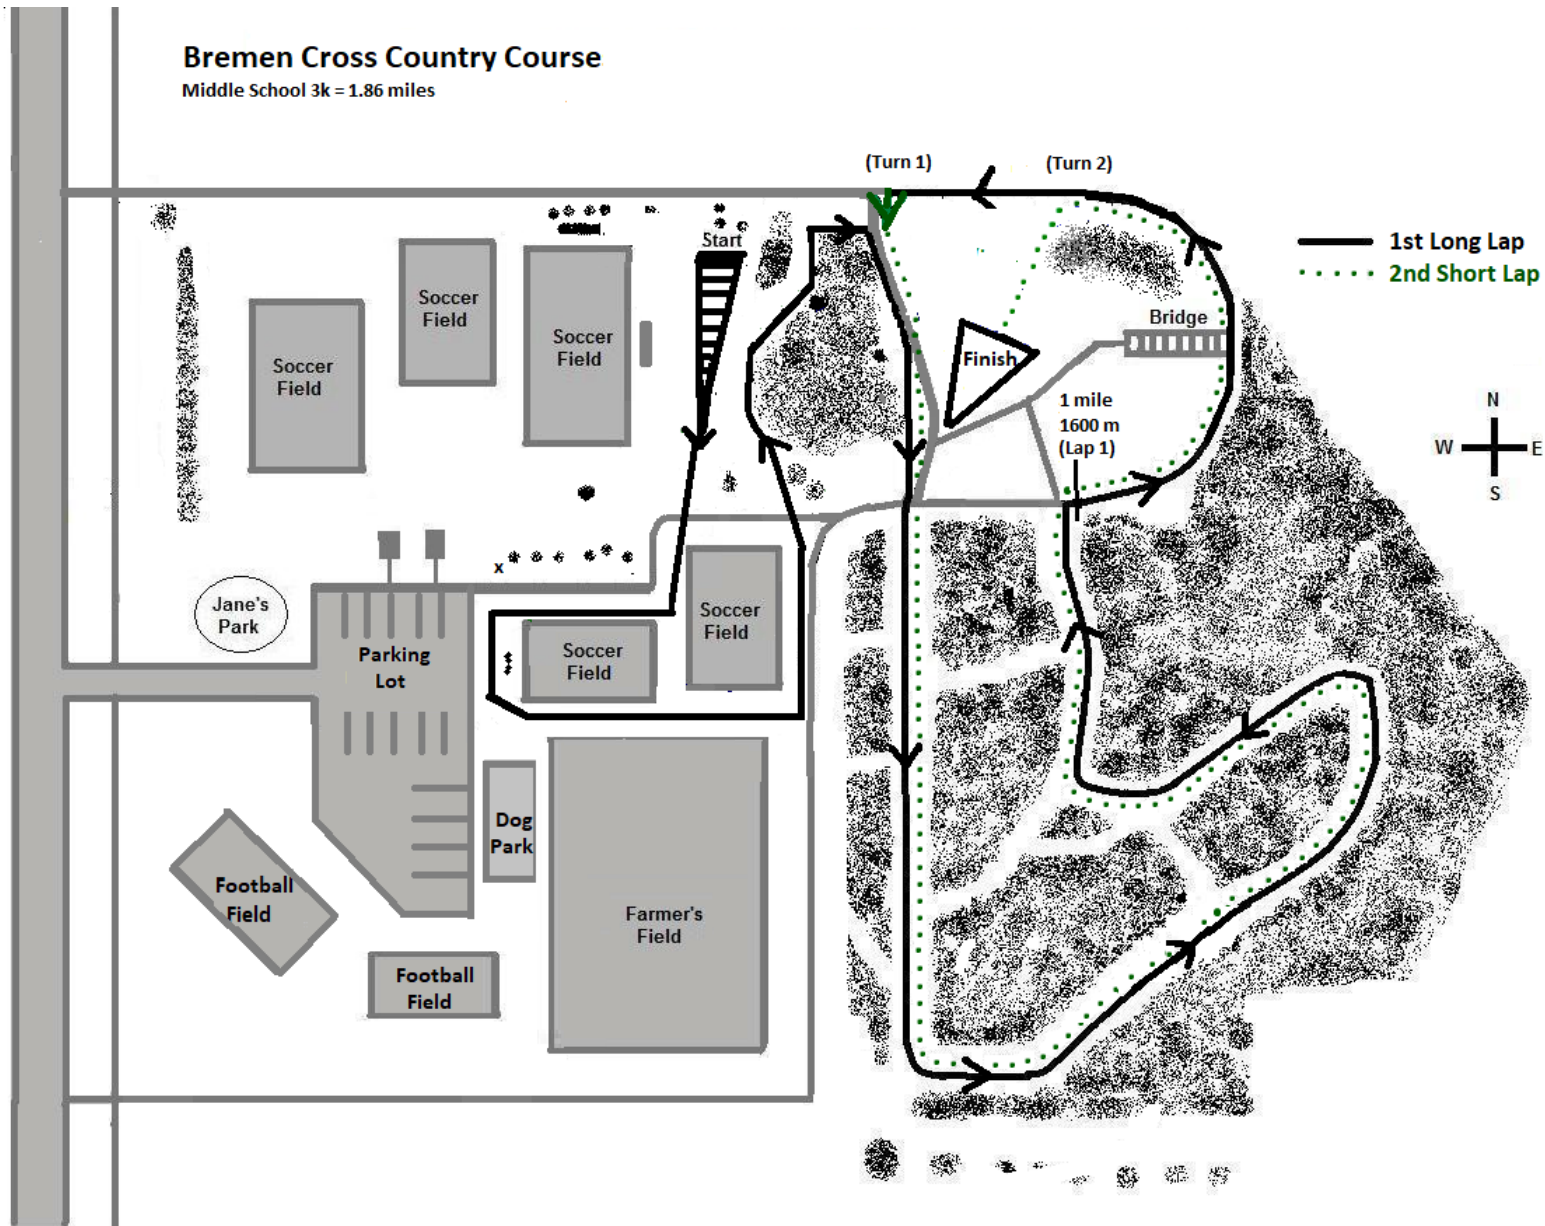 Bremen Cross Country Course
Middle School 3k = 1.86 miles
(Turn 1)
(Turn 2)
Start
1st Long Lap
2nd Short Lap
Soccer
Field
Soccer
Field
Soccer
Field
Bridge
Finish
1 mile
1600 m
(Lap 1)
N
W
E
S
x
Jane's
Park
Parking
Lot
Soccer
Field
Soccer
Field
Dog
Park
Football
Field
Farmer's
Field
Football
Field